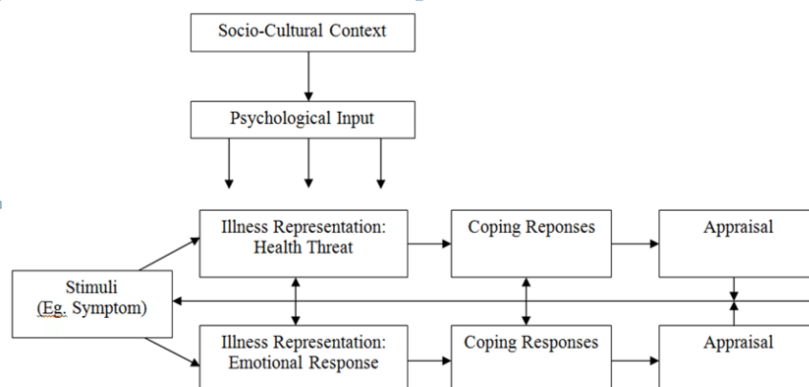 Socio-Cultural Context
Psychological Input
Illness Representation:
Health Threat
Coping Reponses
Appraisal
Stimuli
(Eg. Symptom)
Illness Representation:
Emotional Response
Coping Responses
Appraisal